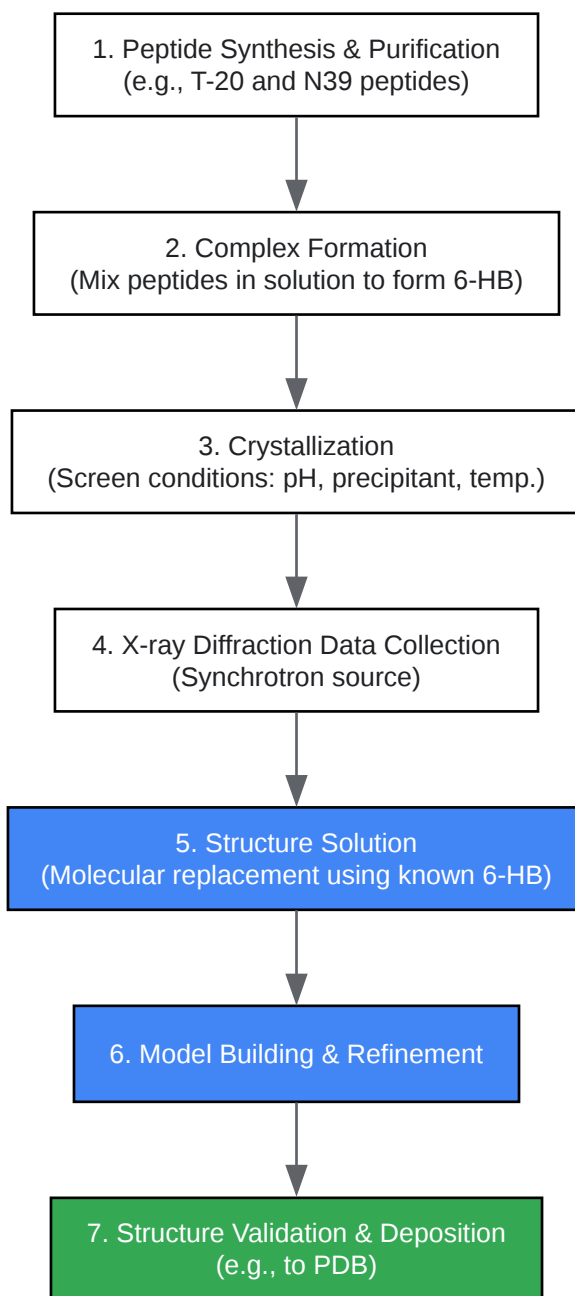 1. Peptide Synthesis & Purification
(e.g., T-20 and N39 peptides)
2. Complex Formation
(Mix peptides in solution to form 6-HB)
3. Crystallization
(Screen conditions: pH, precipitant, temp.)
4. X-ray Diffraction Data Collection
(Synchrotron source)
5. Structure Solution
(Molecular replacement using known 6-HB)
6. Model Building & Refinement
7. Structure Validation & Deposition
(e.g., to PDB)